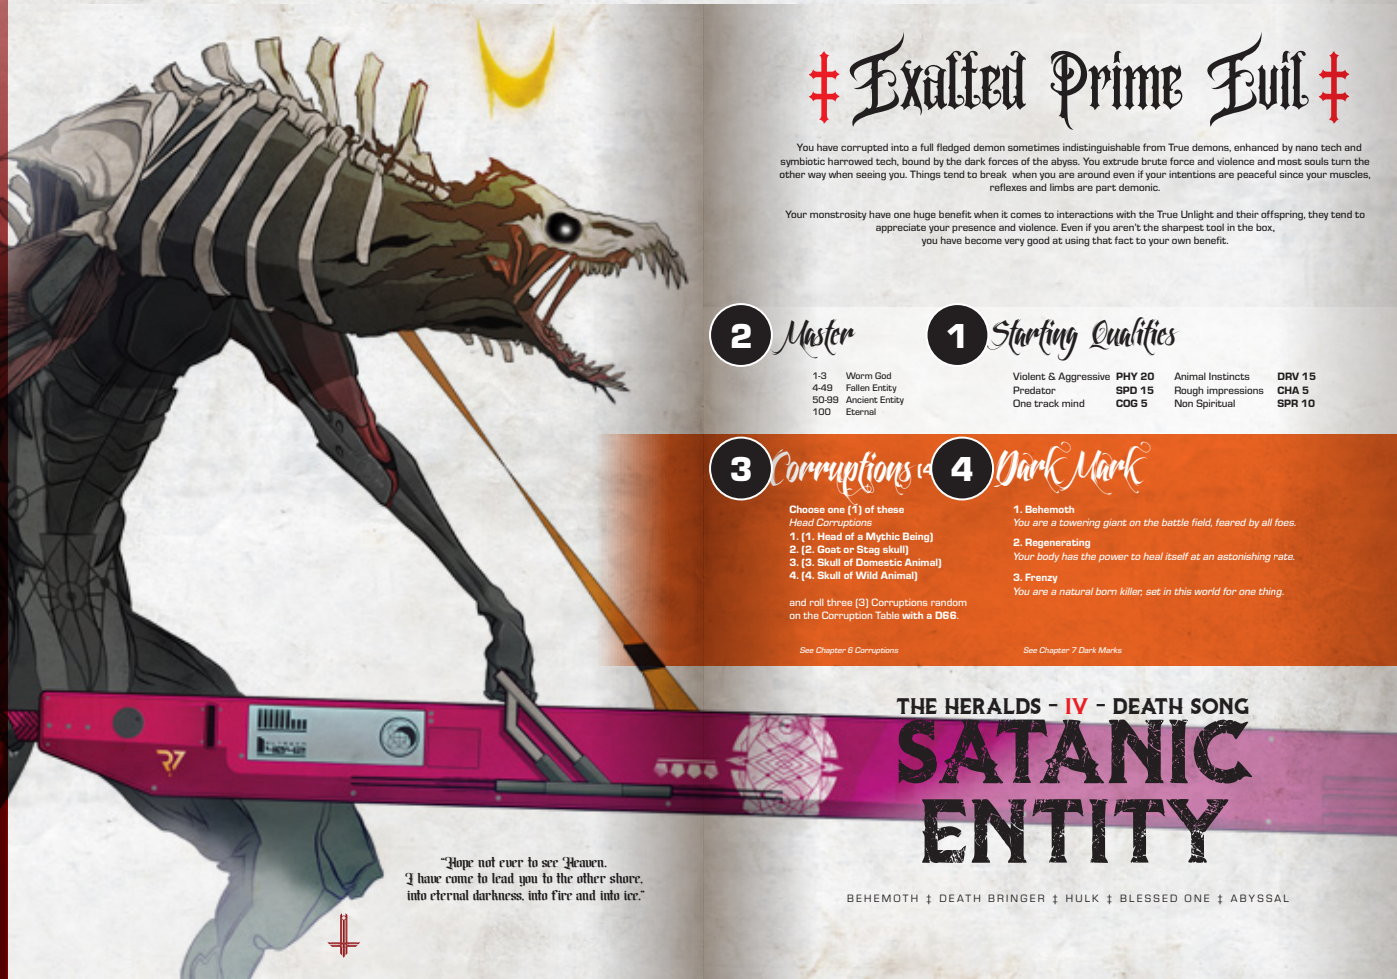 ‡ Exalted Prime Evil ‡
You have corrupted into a full fledged demon sometimes indistinguishable from True demons, enhanced by nano tech and
symbiotic harrowed tech, bound by the dark forces of the abyss. You extrude brute force and violence and most souls turn the
other way when seeing you. Things tend to break when you are around even if your intentions are peaceful since your muscles,
reflexes and limbs are part demonic.
Your monstrosity have one huge benefit when it comes to interactions with the True Unlight and their offspring, they tend to
appreciate your presence and violence. Even if you aren't the sharpest tool in the box,
you have become very good at using that fact to your own benefit.
2 Master
1-3 Worm God
4-49 Fallen Entity
50-99 Ancient Entity
100 Eternal
1 Starting Qualities
Violent & Aggressive PHY 20 Animal Instincts DRV 15
Predator SPD 15 Rough impressions CHA 5
One track mind COG 5 Non Spiritual SPR 10
3 Corruptions (4
Choose one (1) of these
Head Corruptions
1. (1. Head of a Mythic Being)
2. (2. Goat or Stag skull)
3. (3. Skull of Domestic Animal)
4. (4. Skull of Wild Animal)
and roll three (3) Corruptions random
on the Corruption Table with a D66.
See Chapter 6 Corruptions
4 Dark Mark
1. Behemoth
You are a towering giant on the battle field, feared by all foes.
2. Regenerating
Your body has the power to heal itself at an astonishing rate.
3. Frenzy
You are a natural born killer, set in this world for one thing.
See Chapter 7 Dark Marks
R7
THE HERALDS - IV - DEATH SONG
SATANIC
ENTITY
BEHEMOTH ‡ DEATH BRINGER ‡ HULK ‡ BLESSED ONE ‡ ABYSSAL
"Hope not ever to see Heaven.
I have come to lead you to the other shore,
into eternal darkness, into fire and into ice."